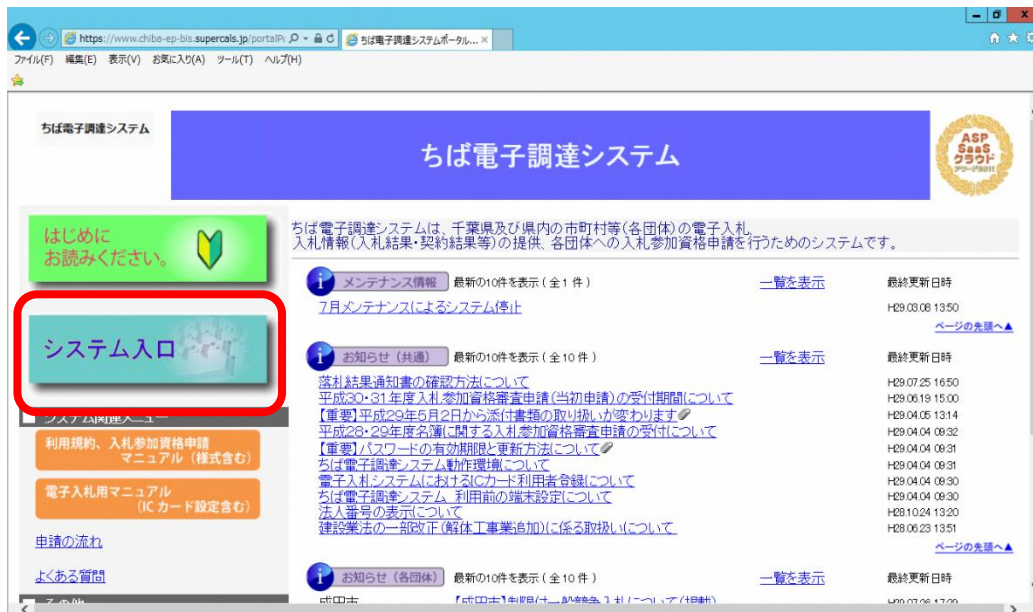 https://www.chiba-ep-bis.supercals.jp/portalPi
ちば電子調達システムポータル...
ファイル(F) 編集(E) 表示(V) お気に入り(A) ツール(T) ヘルプ(H)
ちば電子調達システム
ちば電子調達システム
ASP
SaaS
クラウド
はじめに
お読みください。
システム入口
システム関連メニュー
利用規約、入札参加資格申請
マニュアル(様式含む)
電子入札用マニュアル
(ICカード設定含む)
申請の流れ
よくある質問
その他
ちば電子調達システムは、千葉県及び県内の市町村等(各団体)の電子入札、
入札情報(入札結果・契約結果等)の提供、各団体への入札参加資格申請を行うためのシステムです。
メンテナンス情報 最新の10件を表示(全1件) 一覧を表示 最終更新日時
7月メンテナンスによるシステム停止 H29.03.08 13:50
ページの先頭へ▲
お知らせ(共通) 最新の10件を表示(全10件) 一覧を表示 最終更新日時
落札結果通知書の確認方法について H29.07.25 16:50
平成30・31年度入札参加資格審査申請(当初申請)の受付期間について H29.06.19 15:00
【重要】平成29年5月2日から添付書類の取り扱いが変わります H29.04.05 13:14
平成28・29年度名簿に関する入札参加資格審査申請の受付について H29.04.04 09:32
【重要】パスワードの有効期限と更新方法について H29.04.04 09:31
ちば電子調達システム動作環境について H29.04.04 09:31
電子入札システムにおけるICカード利用者登録について H29.04.04 09:30
ちば電子調達システム 利用前の端末設定について H29.04.04 09:30
法人番号の表示について H28.10.24 13:20
建設業法の一部改正(解体工事業追加)に係る取扱いについて H28.06.23 13:51
ページの先頭へ▲
お知らせ(各団体) 最新の10件を表示(全10件) 一覧を表示 最終更新日時
成田市 【成田市】制限付一般競争入札について(掲載) H29.07.26 17:29